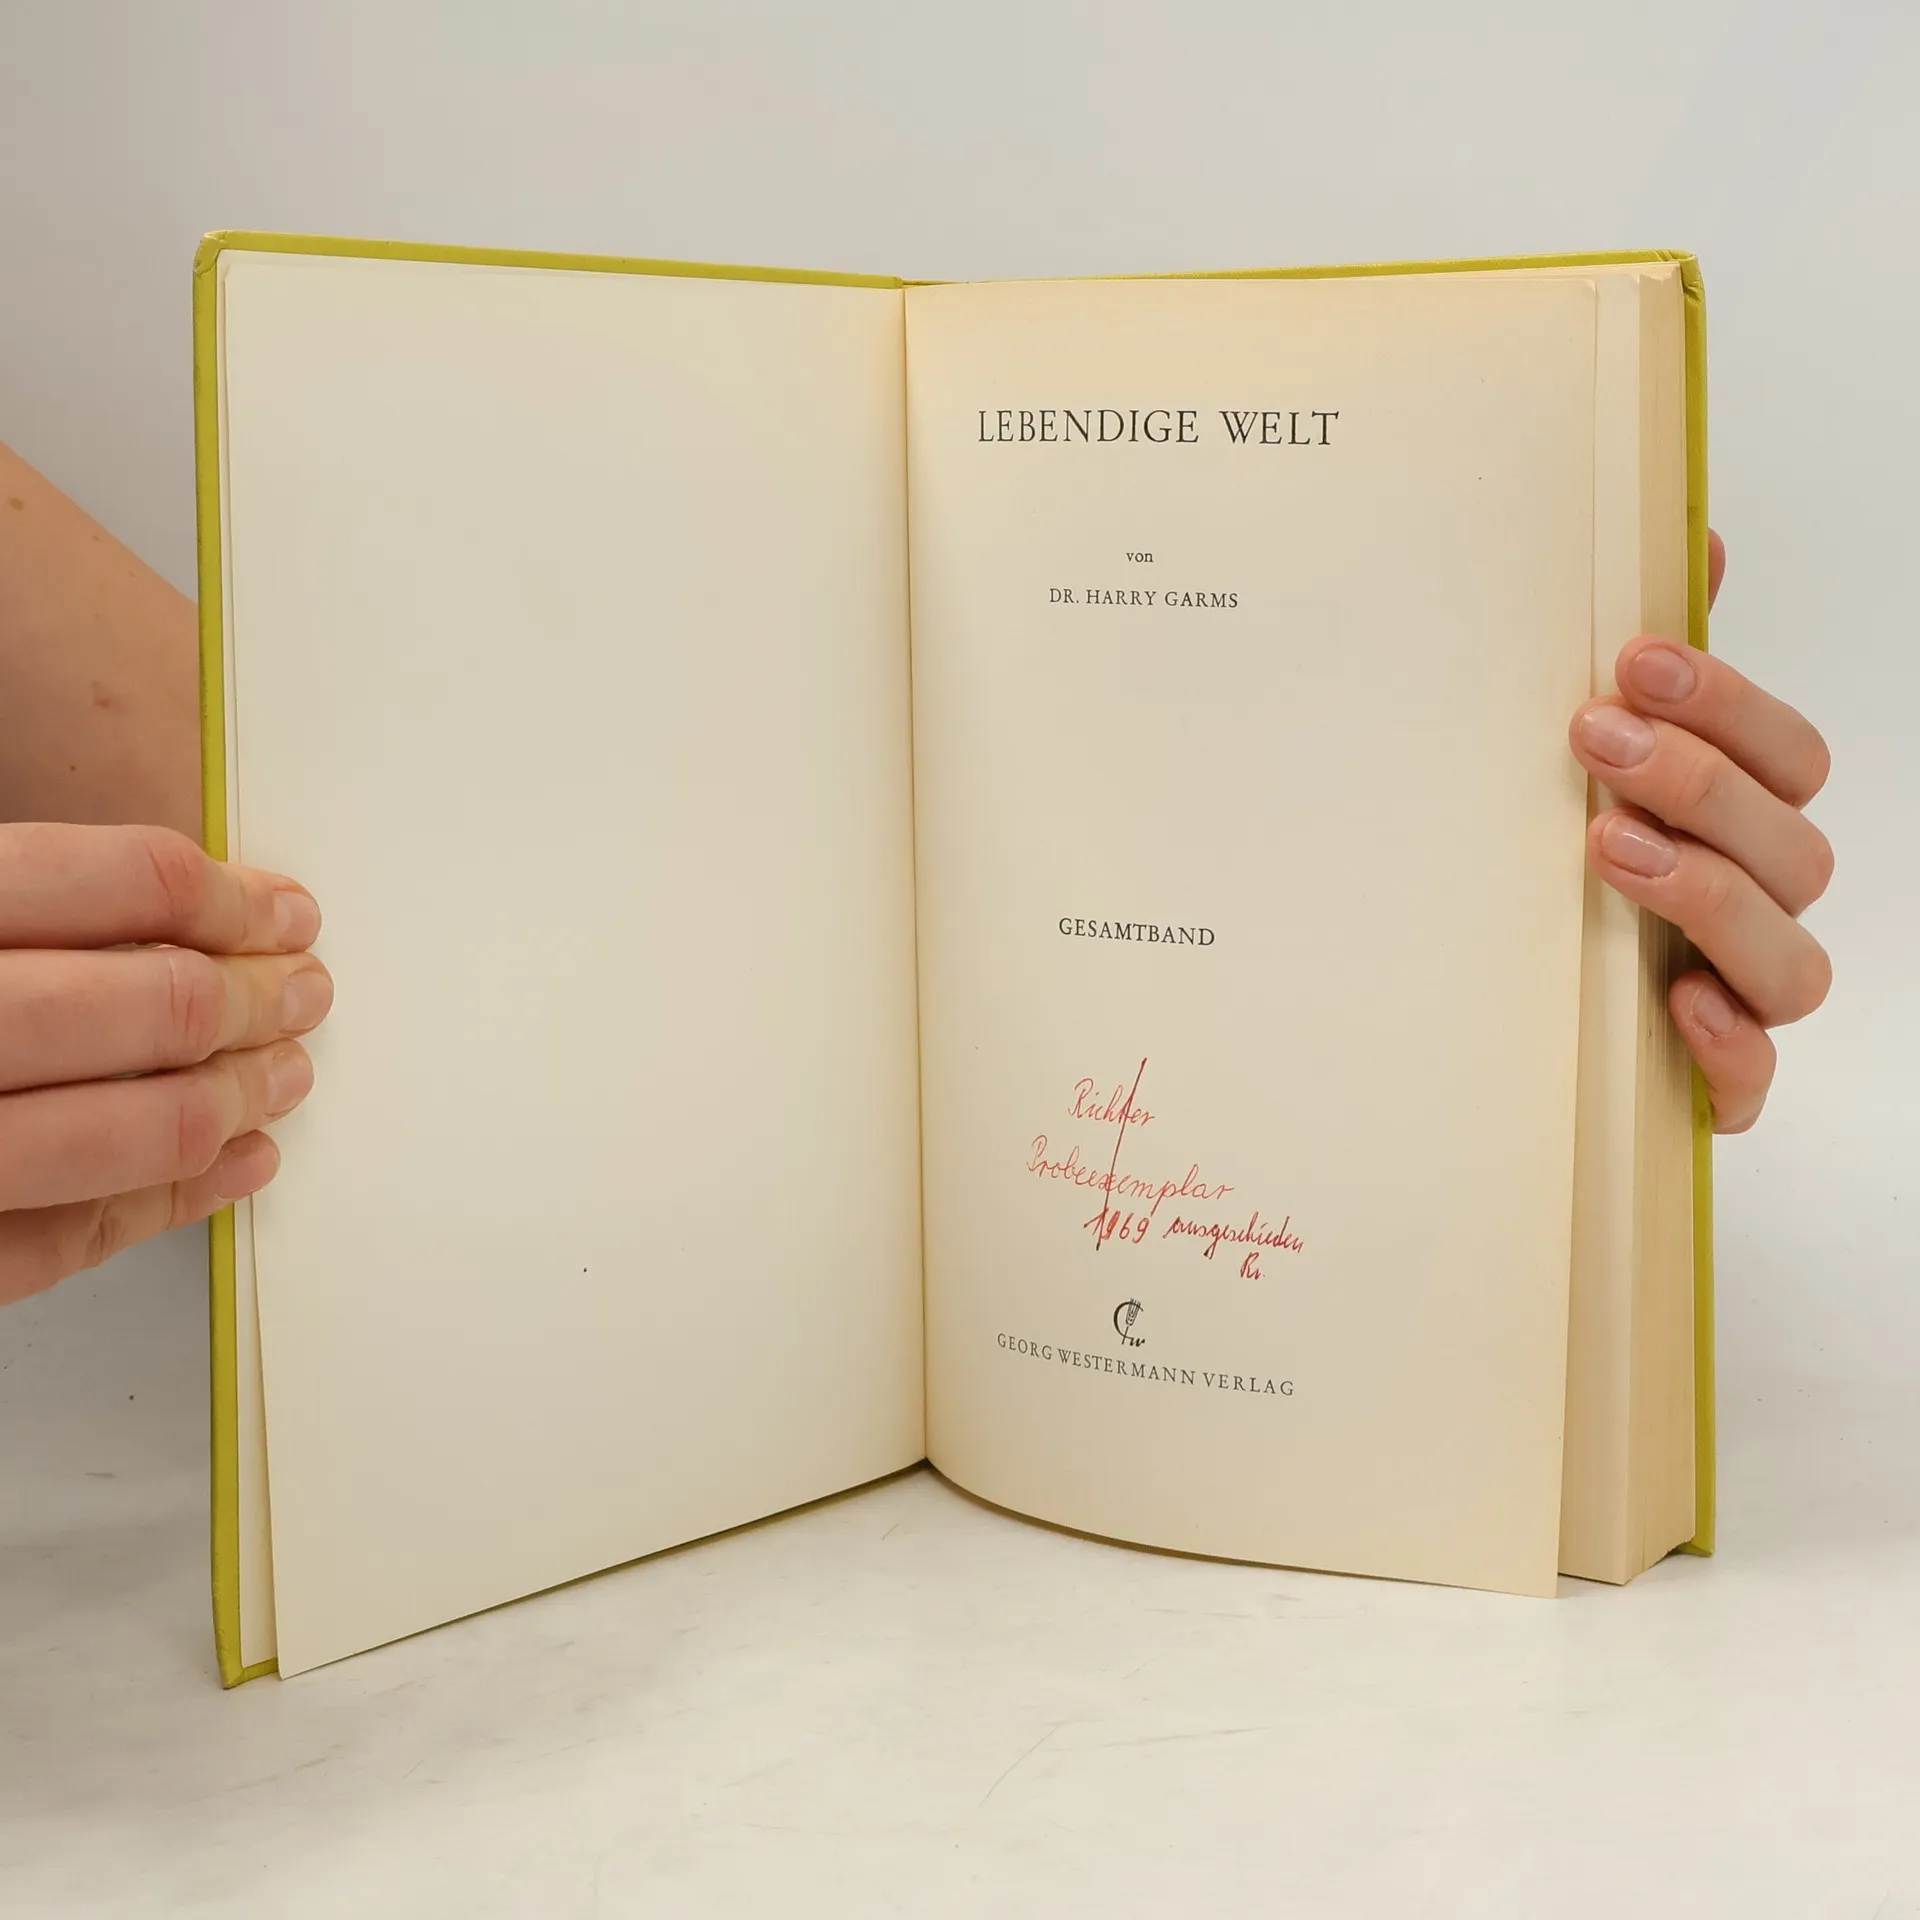 LEBENDIGE WELT
von
DR. HARRY GARMS
GESAMTBAND
Richter
Probeexemplar
1969 ausgeschieden
Ri.
GEORG WESTERMANN VERLAG